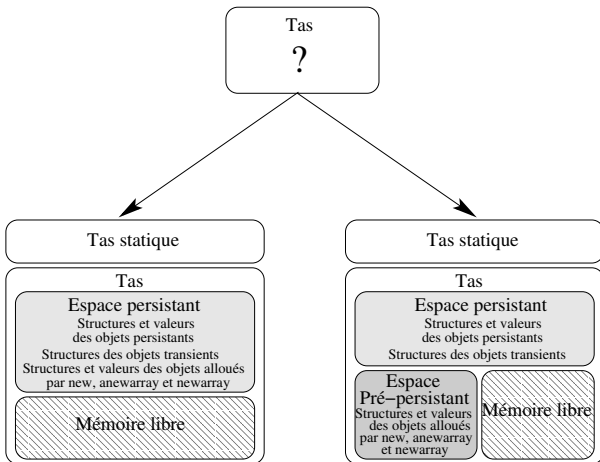 Tas
?
Tas statique
Tas
Espace persistant
Structures et valeurs
des objets persistants
Structures des objets transients
Structures et valeurs des objets alloués
par new, anewarray et newarray
Mémoire libre
Tas statique
Tas
Espace persistant
Structures et valeurs
des objets persistants
Structures des objets transients
Espace
Pré−persistant
Structures et valeurs
des objets alloués
par new, anewarray
et newarray
Mémoire libre